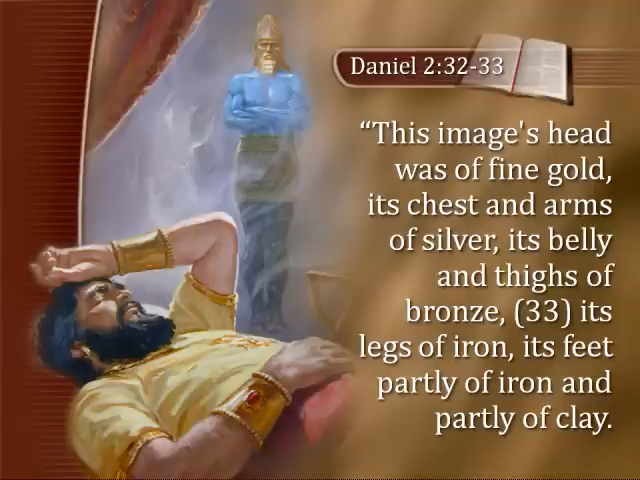 Daniel 2:32-33
“This image's head
was of fine gold,
its chest and arms
of silver, its belly
and thighs of
bronze, (33) its
legs of iron, its feet
partly of iron and
partly of clay.